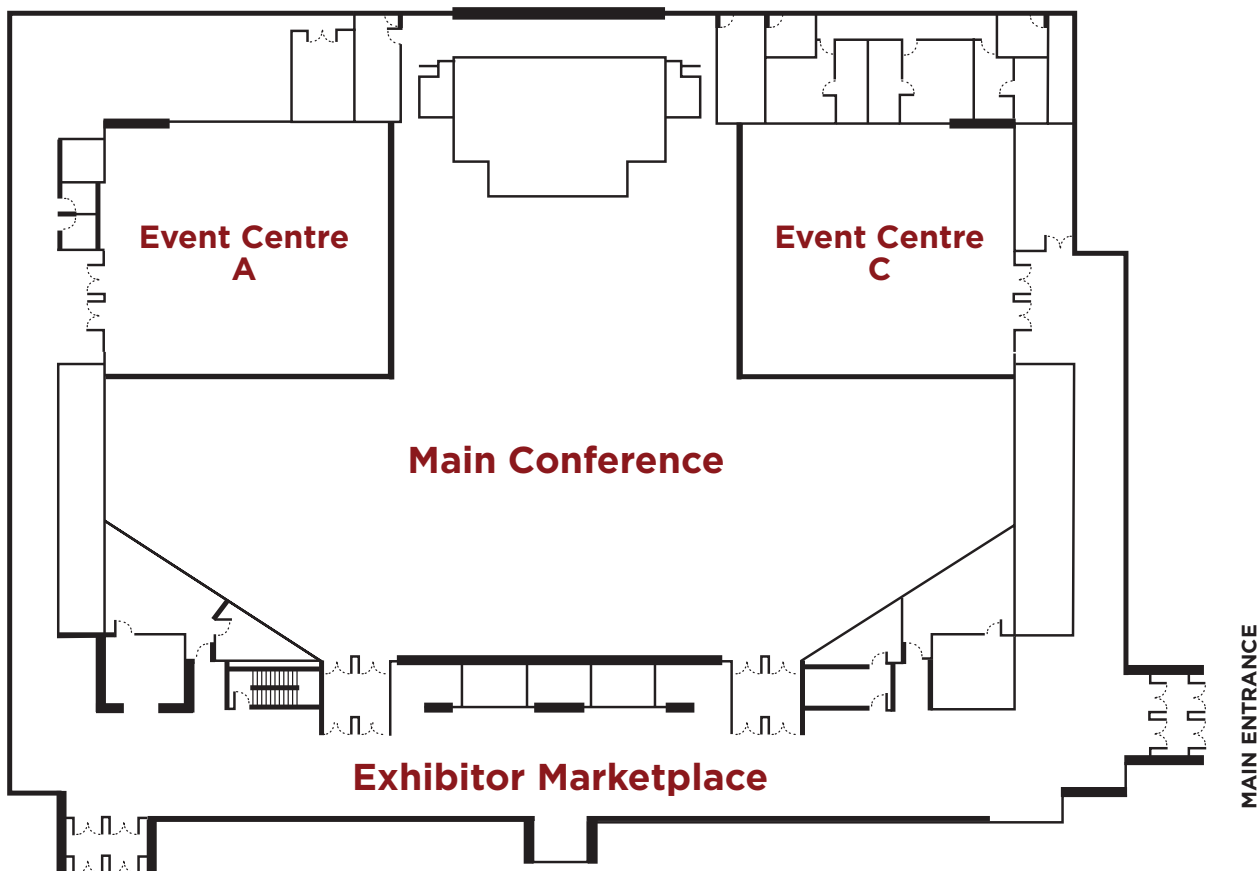 Event Centre
A
Event Centre
C
Main Conference
Exhibitor Marketplace
MAIN ENTRANCE